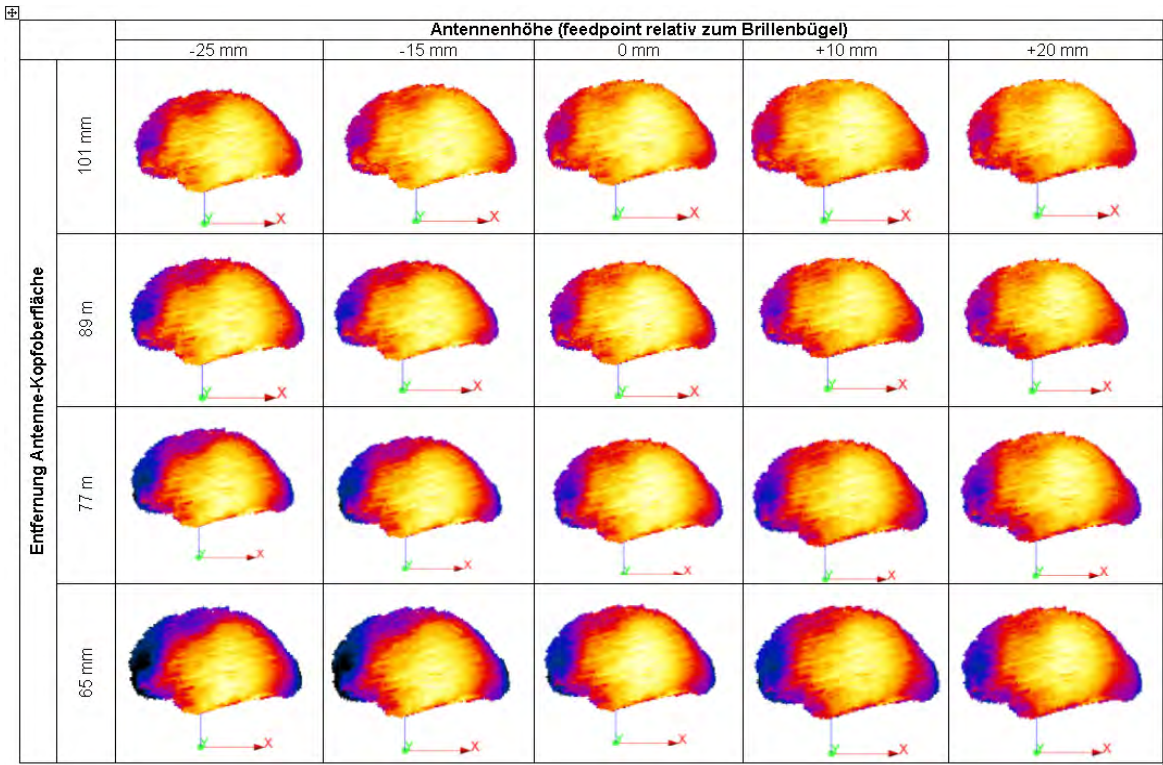 Antennenhöhe (feedpoint relativ zum Brillenbügel)
-25 mm -15 mm 0 mm +10 mm +20 mm
Entfernung Antenne-Kopfoberfläche
101 mm
Y X Y X Y X Y X Y X
89 m
Y X Y X Y X Y X Y X
77 m
Y X Y X Y X Y X Y X
65 mm
Y X Y X Y X Y X Y X